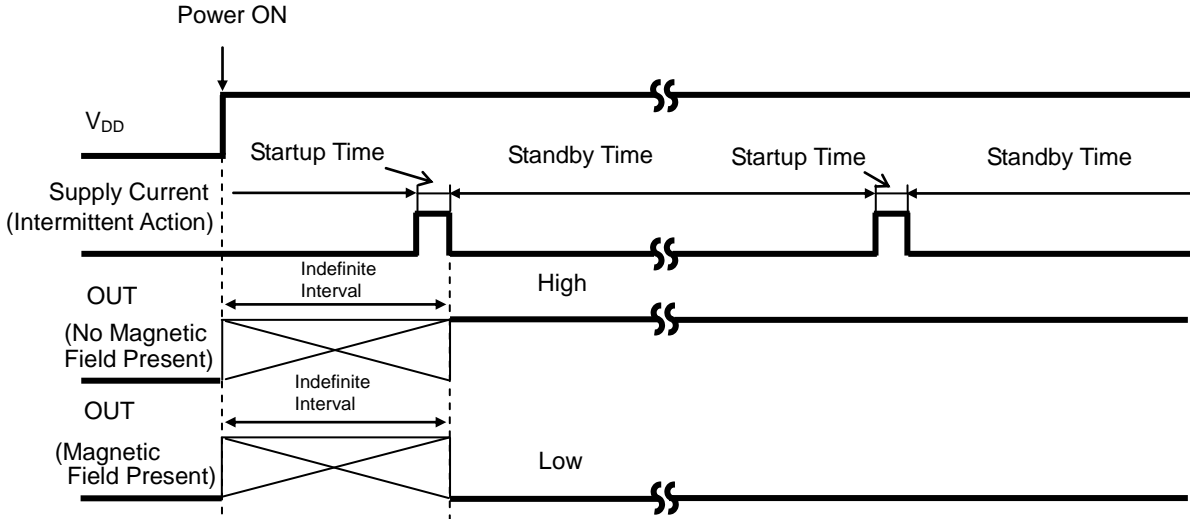 Power ON
VDD
Startup Time
Standby Time
Startup Time
Standby Time
Supply Current
(Intermittent Action)
Indefinite
Interval
High
OUT
(No Magnetic
Field Present)
Indefinite
Interval
OUT
(Magnetic
Field Present)
Low